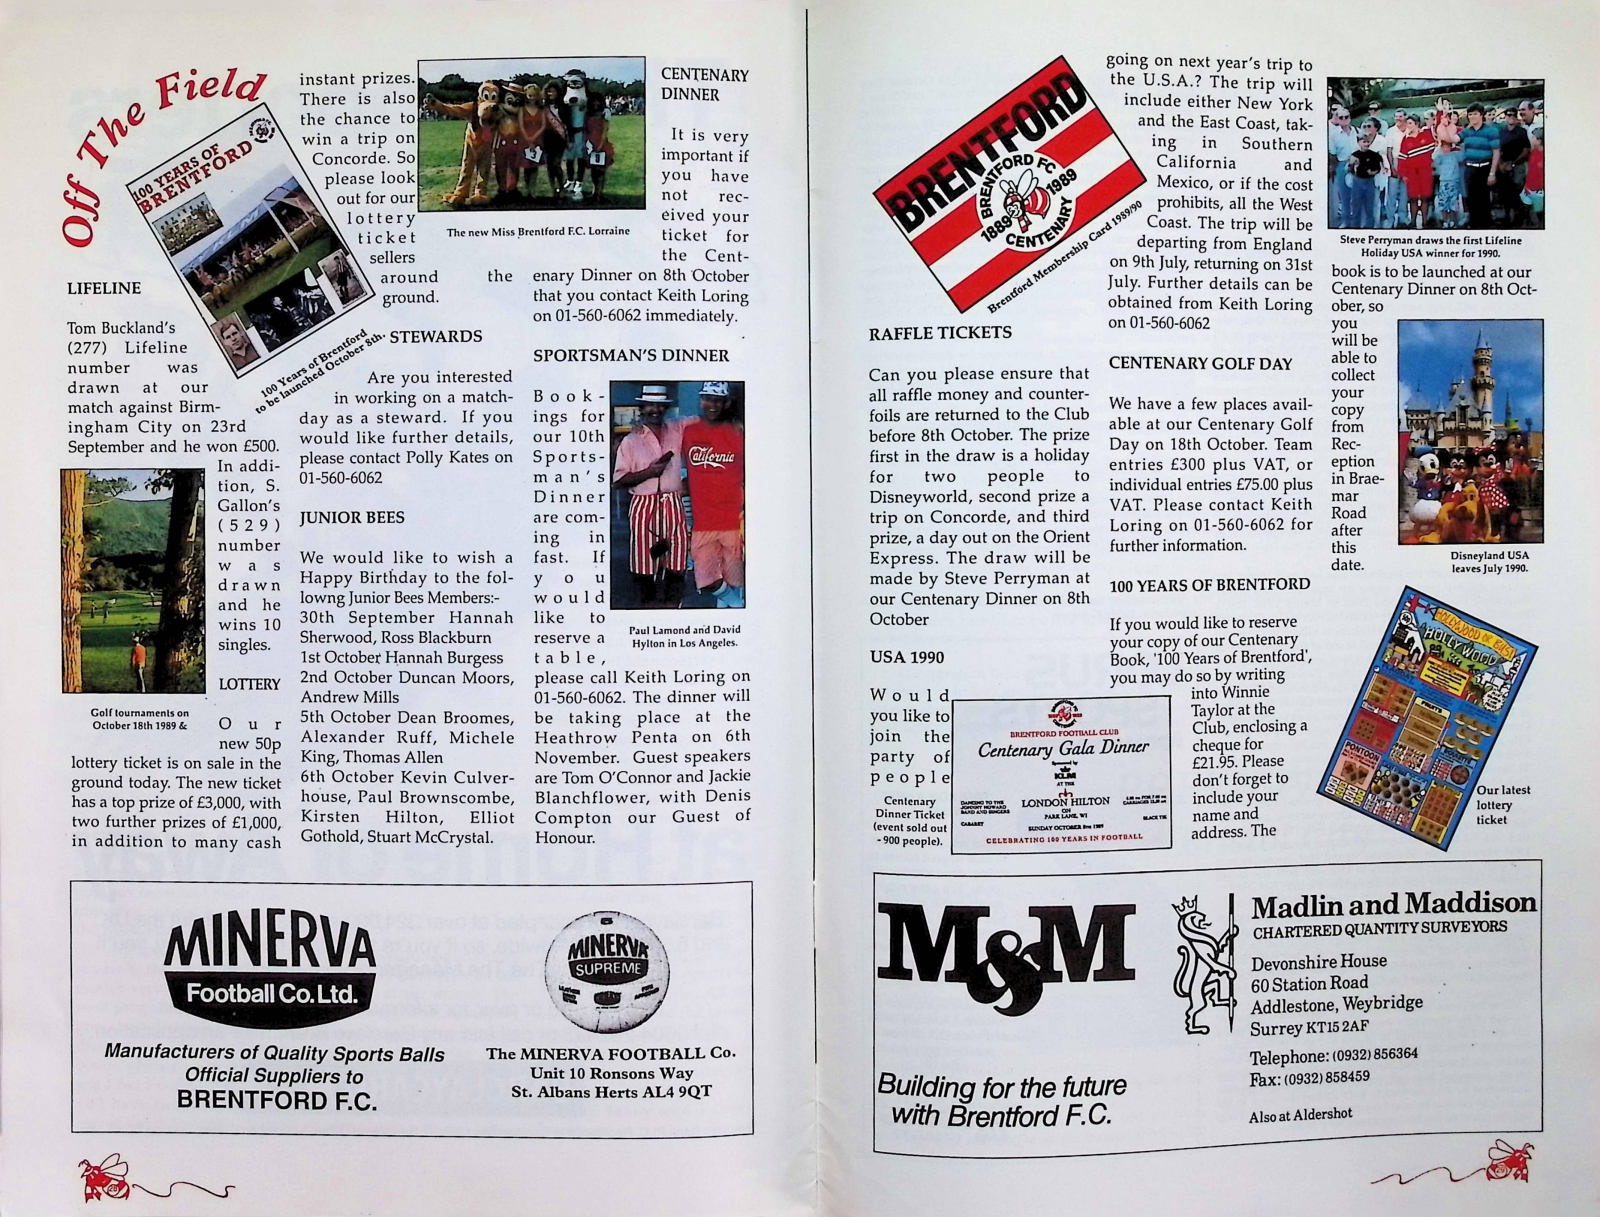 Off The Field
100 YEARS OF
BRENTFORD
100 Years of Brentford
to be launched October 8th.
LIFELINE
Tom Buckland's
(277) Lifeline
number was
drawn at our
match against Birm-
ingham City on 23rd
September and he won £500.
In addi-
tion, S.
Gallon's
(529)
number
was
drawn
and he
wins 10
singles.
Golf tournaments on
October 18th 1989 &
LOTTERY
Our
new 50p
lottery ticket is on sale in the
ground today. The new ticket
has a top prize of £3,000, with
two further prizes of £1,000,
in addition to many cash
instant prizes.
There is also
the chance to
win a trip on
Concorde. So
please look
out for our
lottery
ticket
sellers
around the
ground.
STEWARDS
Are you interested
in working on a match-
day as a steward. If you
would like further details,
please contact Polly Kates on
01-560-6062
JUNIOR BEES
We would like to wish a
Happy Birthday to the fol-
lowng Junior Bees Members:-
30th September Hannah
Sherwood, Ross Blackburn
1st October Hannah Burgess
2nd October Duncan Moors,
Andrew Mills
5th October Dean Broomes,
Alexander Ruff, Michele
King, Thomas Allen
6th October Kevin Culver-
house, Paul Brownscombe,
Kirsten Hilton, Elliot
Gothold, Stuart McCrystal.
The new Miss Brentford F.C. Lorraine
CENTENARY
DINNER
It is very
important if
you have
not rec-
eived your
ticket for
the Cent-
enary Dinner on 8th October
that you contact Keith Loring
on 01-560-6062 immediately.
SPORTSMAN'S DINNER
Book-
ings for
our 10th
Sports-
man's
Dinner
are com-
ing in
fast. If
you
would
like to
reserve a
table,
please call Keith Loring on
01-560-6062. The dinner will
be taking place at the
Heathrow Penta on 6th
November. Guest speakers
are Tom O'Connor and Jackie
Blanchflower, with Denis
Compton our Guest of
Honour.
California
Paul Lamond and David
Hylton in Los Angeles.
MINERVA
Football Co. Ltd.
Manufacturers of Quality Sports Balls
Official Suppliers to
BRENTFORD F.C.
5
MINERVA
SUPREME
The MINERVA FOOTBALL Co.
Unit 10 Ronsons Way
St. Albans Herts AL4 9QT
28
BRENTFORD
BRENTFORD FC
1889 1989
CENTENARY
Brentford Membership Card 1989/90
RAFFLE TICKETS
Can you please ensure that
all raffle money and counter-
foils are returned to the Club
before 8th October. The prize
first in the draw is a holiday
for two people to
Disneyworld, second prize a
trip on Concorde, and third
prize, a day out on the Orient
Express. The draw will be
made by Steve Perryman at
our Centenary Dinner on 8th
October
USA 1990
Would
you like to
join the
party of
people
Centenary
Dinner Ticket
(event sold out
- 900 people).
BRENTFORD FOOTBALL CLUB
Centenary Gala Dinner
Sponsored by
KLM
AT THE
LONDON HILTON
ON
PARK LANE, W1
SUNDAY OCTOBER 8TH 1989
DANCING TO THE
JOHNNY HOWARD
BAND AND SINGERS
CABARET
BLACK TIE
CELEBRATING 100 YEARS IN FOOTBALL
going on next year's trip to
the U.S.A.? The trip will
include either New York
and the East Coast, tak-
ing in Southern
California and
Mexico, or if the cost
prohibits, all the West
Coast. The trip will be
departing from England
on 9th July, returning on 31st
July. Further details can be
obtained from Keith Loring
on 01-560-6062
CENTENARY GOLF DAY
We have a few places avail-
able at our Centenary Golf
Day on 18th October. Team
entries £300 plus VAT, or
individual entries £75.00 plus
VAT. Please contact Keith
Loring on 01-560-6062 for
further information.
100 YEARS OF BRENTFORD
If you would like to reserve
your copy of our Centenary
Book, '100 Years of Brentford',
you may do so by writing
into Winnie
Taylor at the
Club, enclosing a
cheque for
£21.95. Please
don't forget to
include your
name and
address. The
Steve Perryman draws the first Lifeline
Holiday USA winner for 1990.
book is to be launched at our
Centenary Dinner on 8th Oct-
ober, so
you
will be
able to
collect
your
copy
from
Rec-
eption
in Brae-
mar
Road
after
this
date.
Disneyland USA
leaves July 1990.
HOLLYWOOD OR BUST
HOLLYWOOD
PONTOON
Our latest
lottery
ticket
M&M
Building for the future
with Brentford F.C.
Madlin and Maddison
CHARTERED QUANTITY SURVEYORS
Devonshire House
60 Station Road
Addlestone, Weybridge
Surrey KT15 2AF
Telephone: (0932) 856364
Fax: (0932) 858459
Also at Aldershot
29